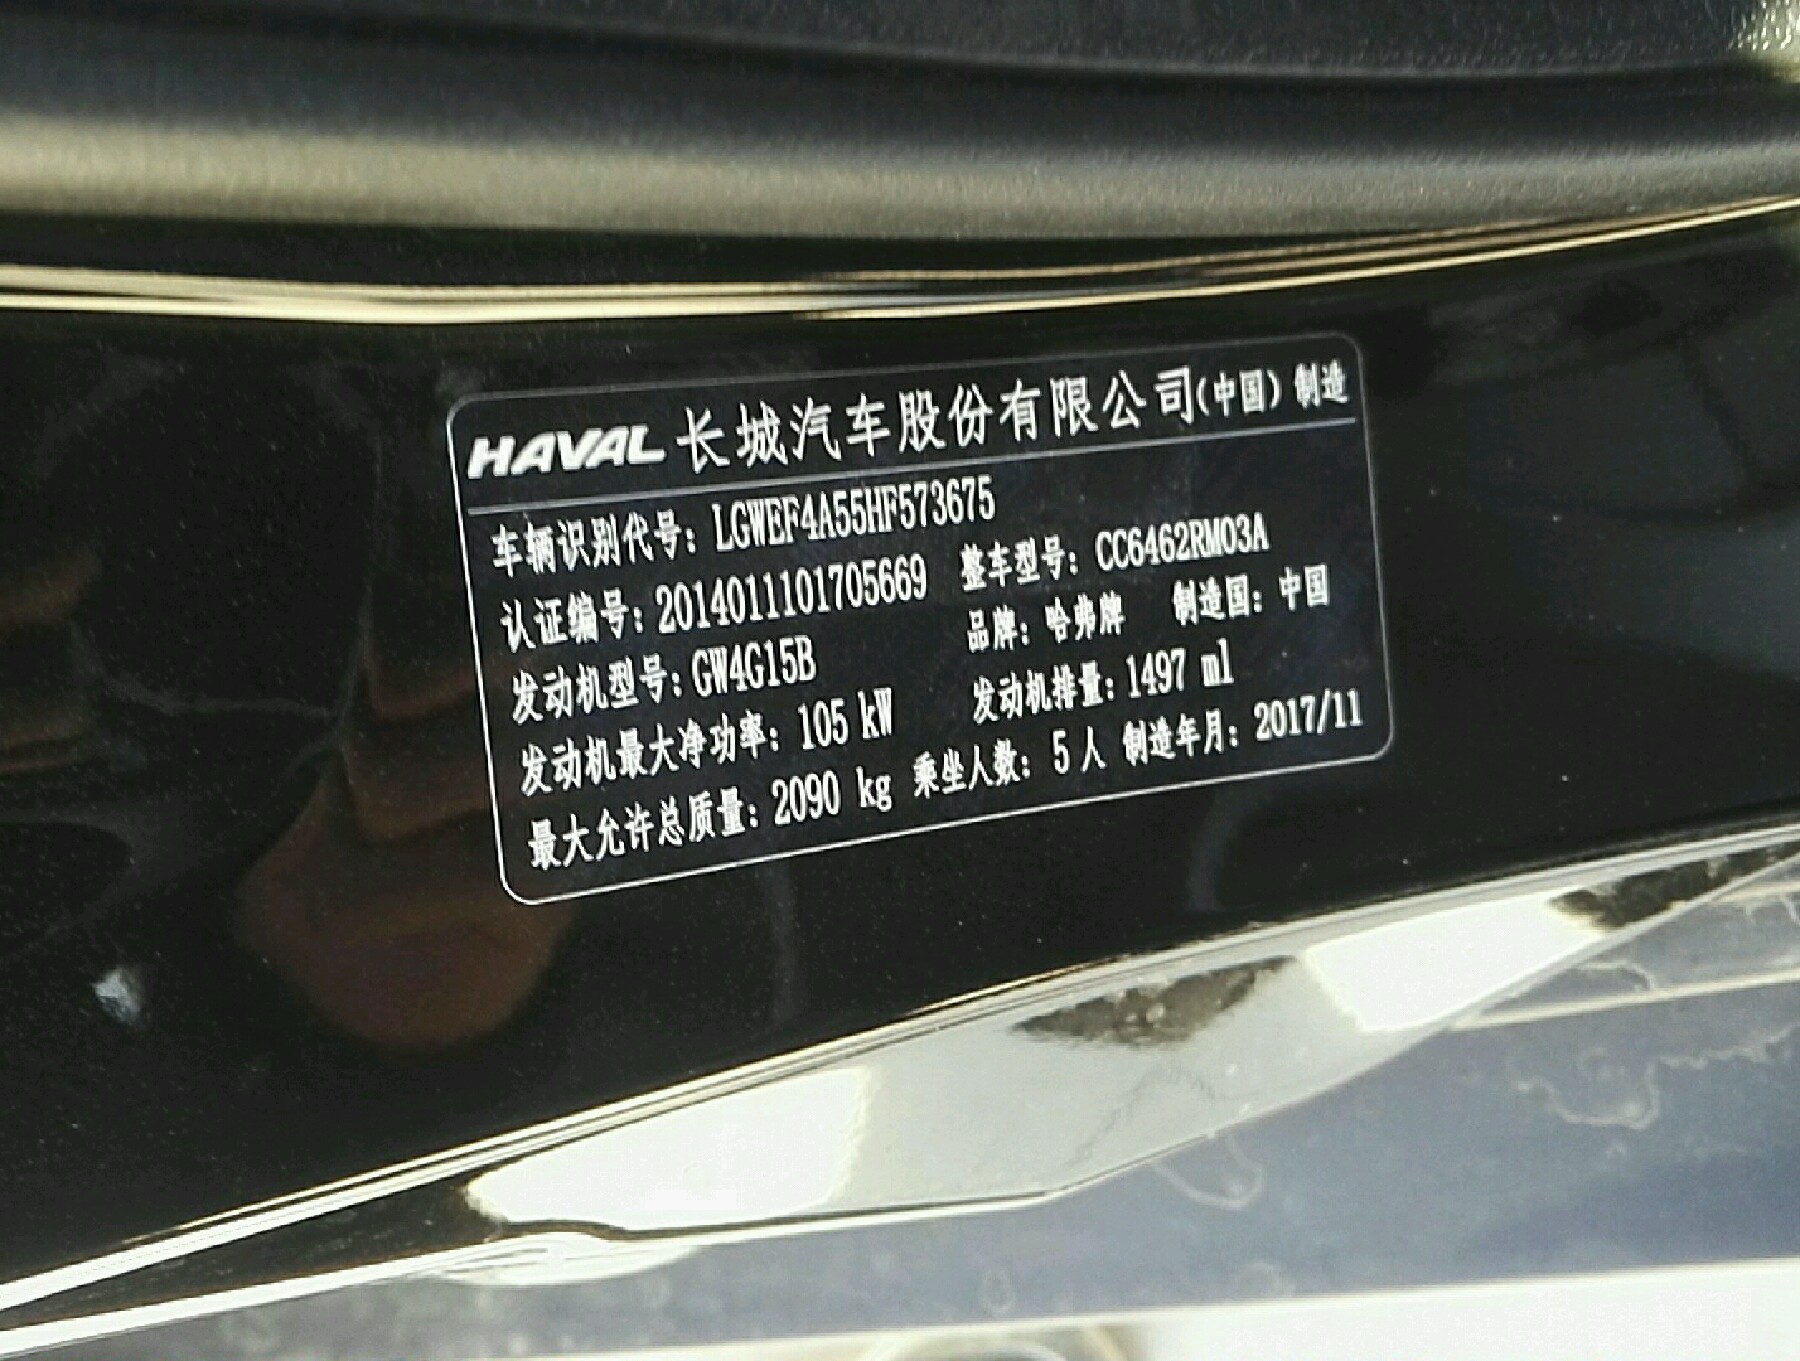 HAVAL 长城汽车股份有限公司(中国)制造
车辆识别代号: LGWEF4A55HF573675
认证编号: 2014011101705669 整车型号: CC6462RM03A
发动机型号: GW4G15B 品牌: 哈弗牌 制造国: 中国
发动机最大净功率: 105 kW 发动机排量: 1497 ml
最大允许总质量: 2090 kg 乘坐人数: 5人 制造年月: 2017/11